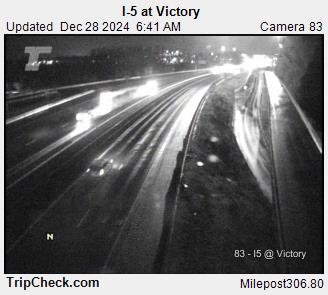 I-5 at Victory
Updated  Dec 28 2024  6:41 AM    Camera 83
N
83 - I5 @ Victory
TripCheck.com    Milepost306.80